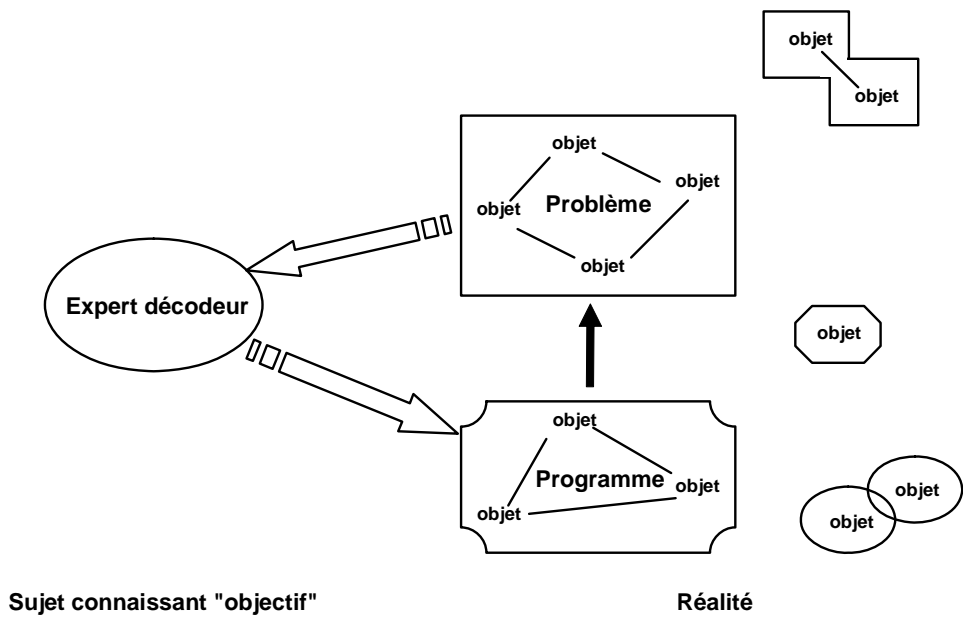 objet
objet
objet
objet
Problème
objet
objet
Expert décodeur
objet
objet
Programme
objet
objet
objet
objet
Sujet connaissant "objectif"
Réalité